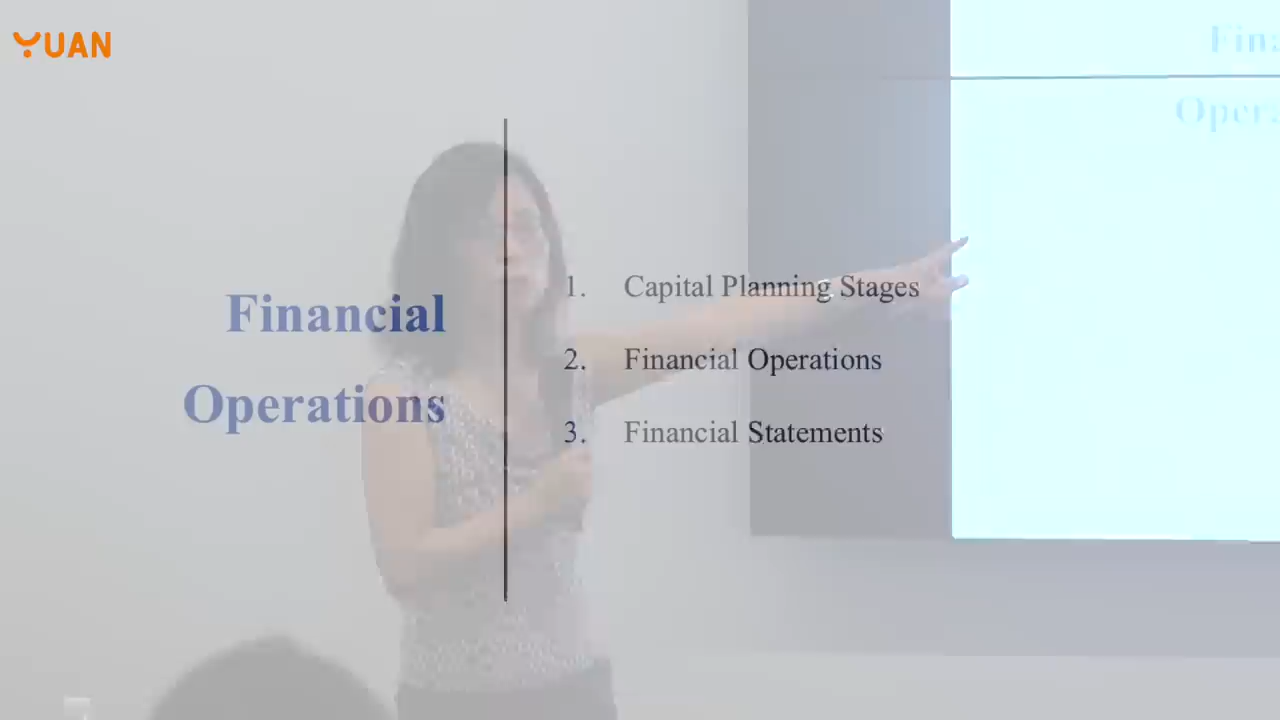 YUAN
Financial
Operations
1. Capital Planning Stages
2. Financial Operations
3. Financial Statements